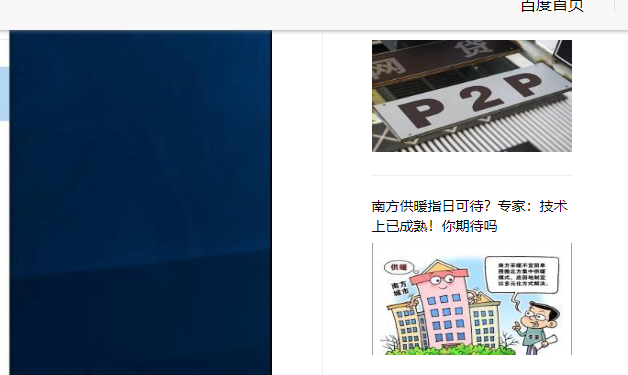 百度首页
网 贷
P2P
南方供暖指日可待？专家：技术
上已成熟！你期待吗
供暖
南方
城市
南方采暖不宜简单
照搬北方集中供暖
模式，应因地制宜
以多元化方式解决。
专家